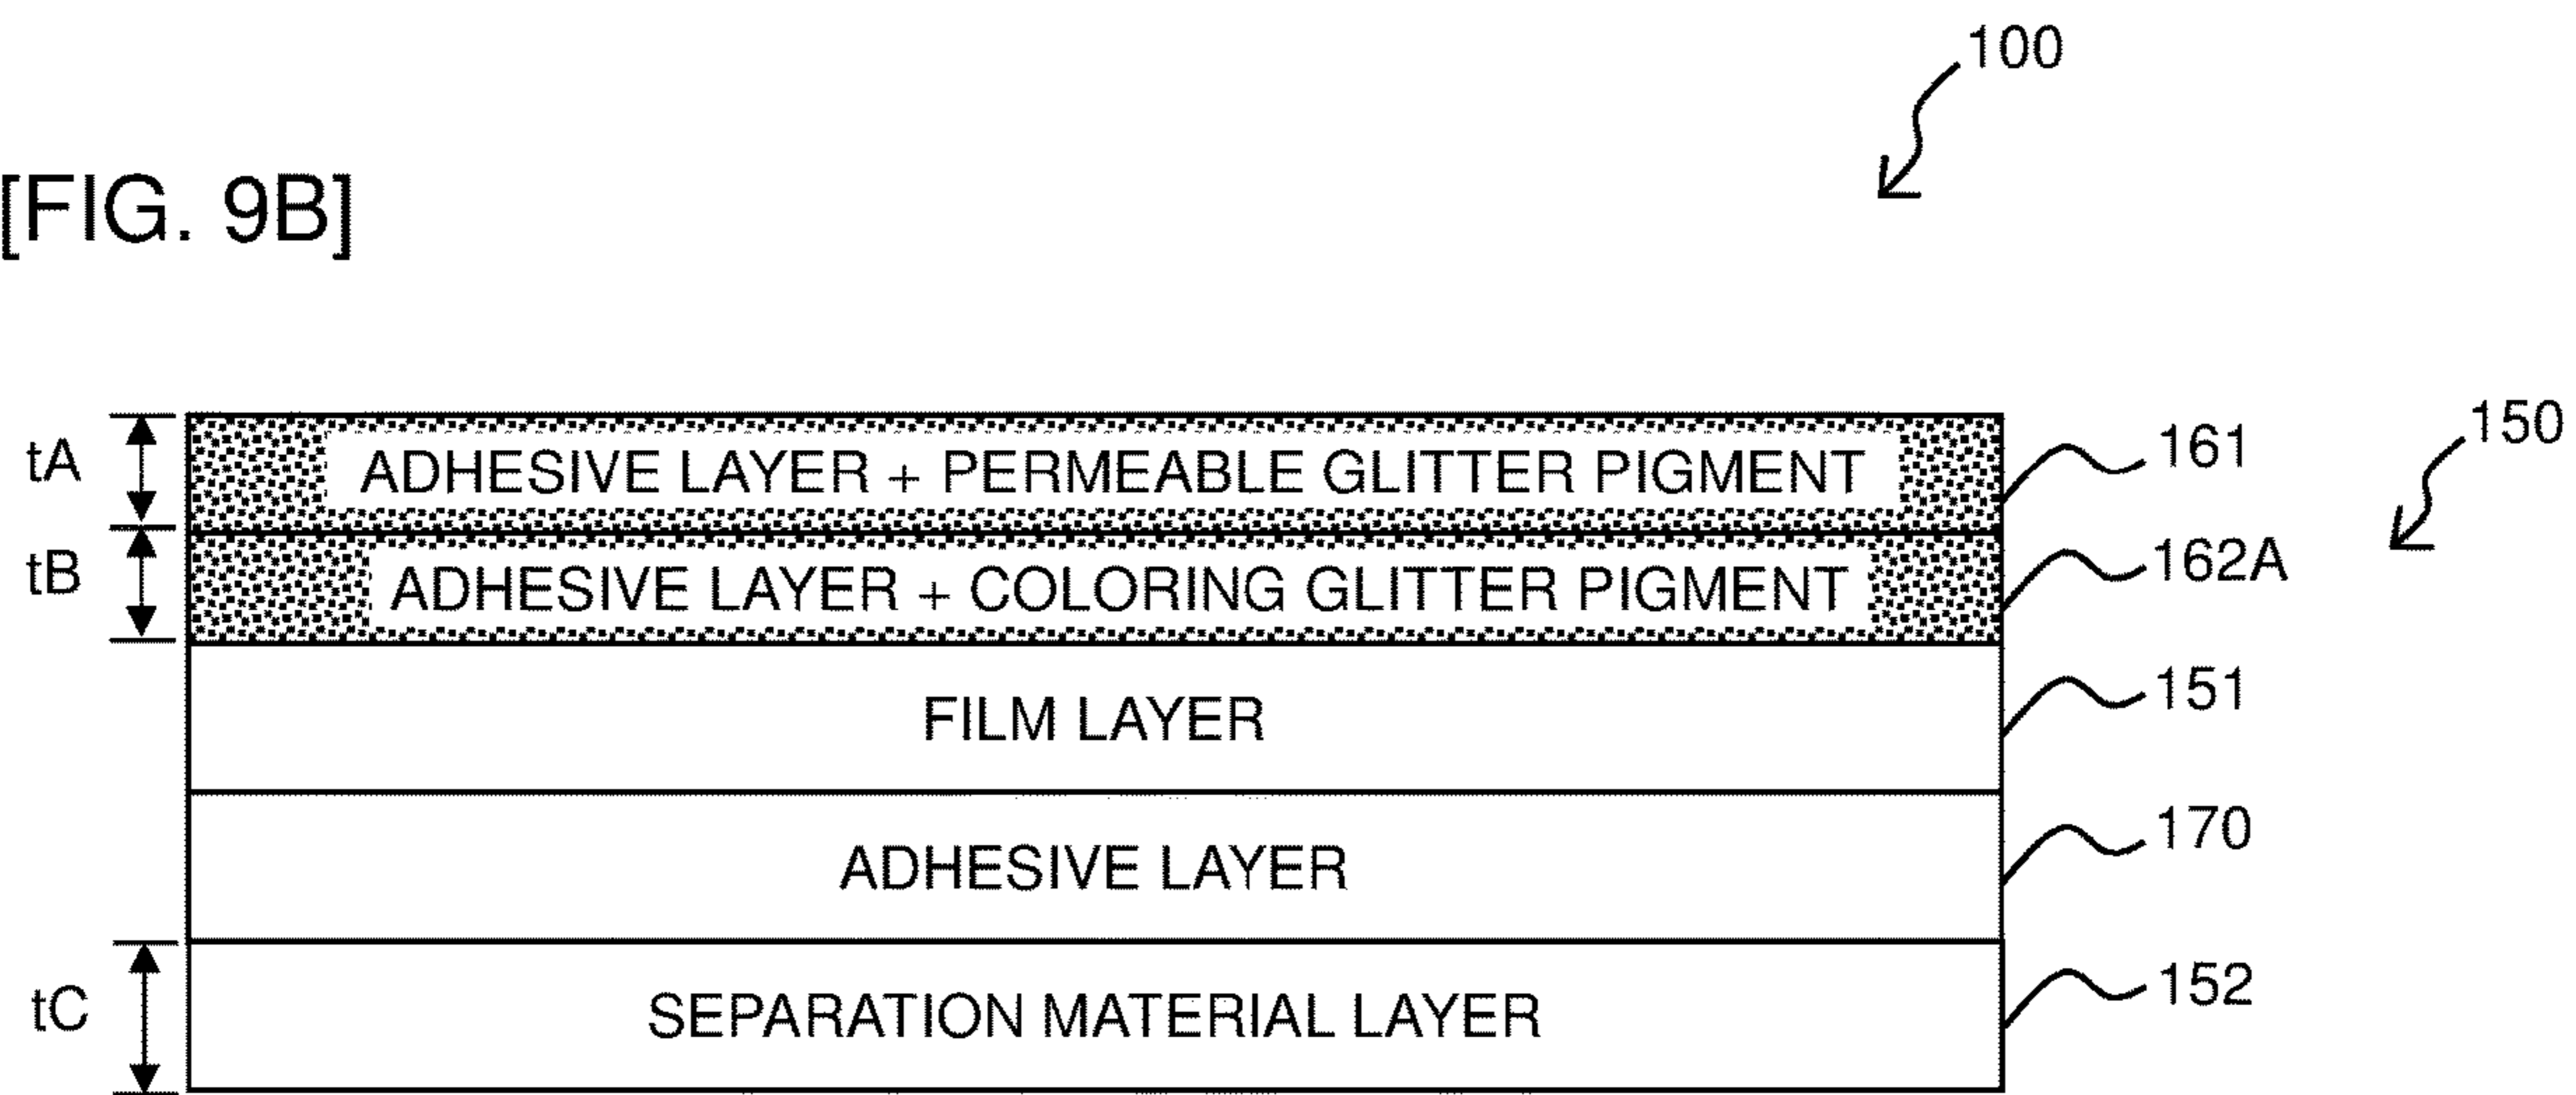 100
[FIG. 9B]
150
tA ADHESIVE LAYER + PERMEABLE GLITTER PIGMENT 161
tB ADHESIVE LAYER + COLORING GLITTER PIGMENT 162A
FILM LAYER 151
ADHESIVE LAYER 170
tC SEPARATION MATERIAL LAYER 152